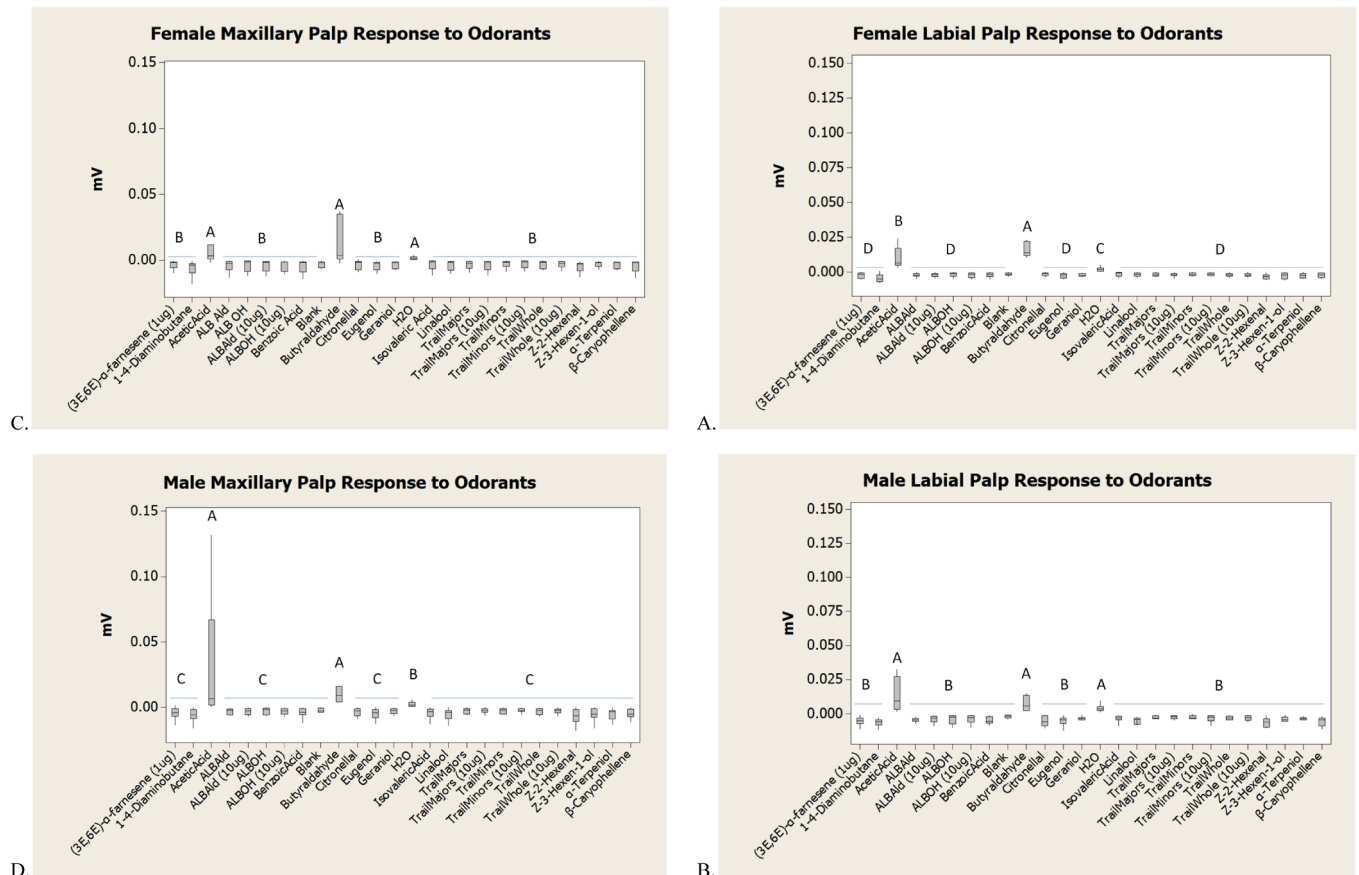 Female Maxillary Palp Response to Odorants
0.15
0.10
0.05
0.00
mV
B
A
B
A
B
A
B
(3E,6E)-α-farnesene (1ug)
1-4-Diaminobutane
AceticAcid
ALB Ald
ALB OH
ALBAld (10ug)
ALBOH (10ug)
Benzoic Acid
Blank
Butyraldehyde
Citronellal
Eugenol
Geraniol
H2O
Isovaleric Acid
Linalool
TrailMajors
TrailMajors (10ug)
TrailMinors
TrailMinors (10ug)
TrailWhole
TrailWhole (10ug)
Z-2-Hexenal
Z-3-Hexen-1-ol
α-Terpeniol
β-Caryophellene
C.
Female Labial Palp Response to Odorants
0.150
0.125
0.100
0.075
0.050
0.025
0.000
mV
D
B
D
A
D
C
D
(3E,6E)-α-farnesene (1ug)
1-4-Diaminobutane
AceticAcid
ALBAld
ALBAld (10ug)
ALBOH
ALBOH (10ug)
BenzoicAcid
Blank
Butyraldehyde
Citronellal
Eugenol
Geraniol
H2O
IsovalericAcid
Linalool
TrailMajors
TrailMajors (10ug)
TrailMinors
TrailMinors (10ug)
TrailWhole
TrailWhole (10ug)
Z-2-Hexenal
Z-3-Hexen-1-ol
α-Terpeniol
β-Caryophellene
A.
Male Maxillary Palp Response to Odorants
0.15
0.10
0.05
0.00
mV
C
A
C
A
C
B
C
(3E,6E)-α-farnesene (1ug)
1-4-Diaminobutane
AceticAcid
ALBAld
ALBAld (10ug)
ALBOH
ALBOH (10ug)
BenzoicAcid
Blank
Butyraldehyde
Citronellal
Eugenol
Geraniol
H2O
IsovalericAcid
Linalool
TrailMajors
TrailMajors (10ug)
TrailMinors
TrailMinors (10ug)
TrailWhole
TrailWhole (10ug)
Z-2-Hexenal
Z-3-Hexen-1-ol
α-Terpeniol
β-Caryophellene
D.
Male Labial Palp Response to Odorants
0.150
0.125
0.100
0.075
0.050
0.025
0.000
mV
B
A
B
A
B
A
B
(3E,6E)-α-farnesene (1ug)
1-4-Diaminobutane
AceticAcid
ALBAld
ALBAld (10ug)
ALBOH
ALBOH (10ug)
BenzoicAcid
Blank
Butyraldehyde
Citronellal
Eugenol
Geraniol
H2O
IsovalericAcid
Linalool
TrailMajors
TrailMajors (10ug)
TrailMinors
TrailMinors (10ug)
TrailWhole
TrailWhole (10ug)
Z-2-Hexenal
Z-3-Hexen-1-ol
α-Terpeniol
β-Caryophellene
B.